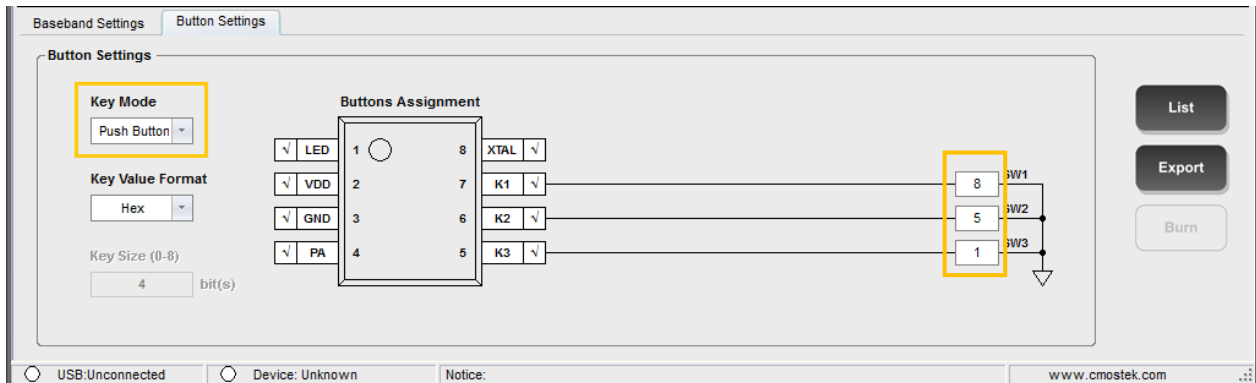 Baseband Settings Button Settings
Button Settings
Key Mode
Push Button
Key Value Format
Hex
Key Size (0-8)
4 bit(s)
Buttons Assignment
√ LED 1 8 XTAL √
√ VDD 2 7 K1 √ 8 SW1
√ GND 3 6 K2 √ 5 SW2
√ PA 4 5 K3 √ 1 SW3
List
Export
Burn
USB:Unconnected Device: Unknown Notice: www.cmostek.com